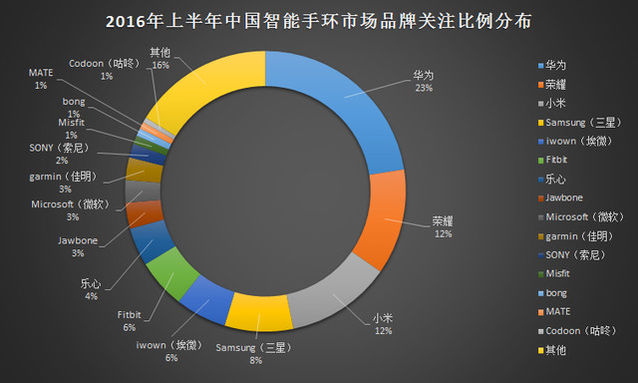 2016年上半年中国智能手环市场品牌关注比例分布
华为
23%
荣耀
12%
小米
12%
Samsung（三星）
8%
iwown（埃微）
6%
Fitbit
6%
乐心
4%
Jawbone
3%
Microsoft（微软）
3%
garmin（佳明）
3%
SONY（索尼）
2%
Misfit
1%
bong
1%
MATE
1%
Codoon（咕咚）
1%
其他
16%
华为
荣耀
小米
Samsung（三星）
iwown（埃微）
Fitbit
乐心
Jawbone
Microsoft（微软）
garmin（佳明）
SONY（索尼）
Misfit
bong
MATE
Codoon（咕咚）
其他